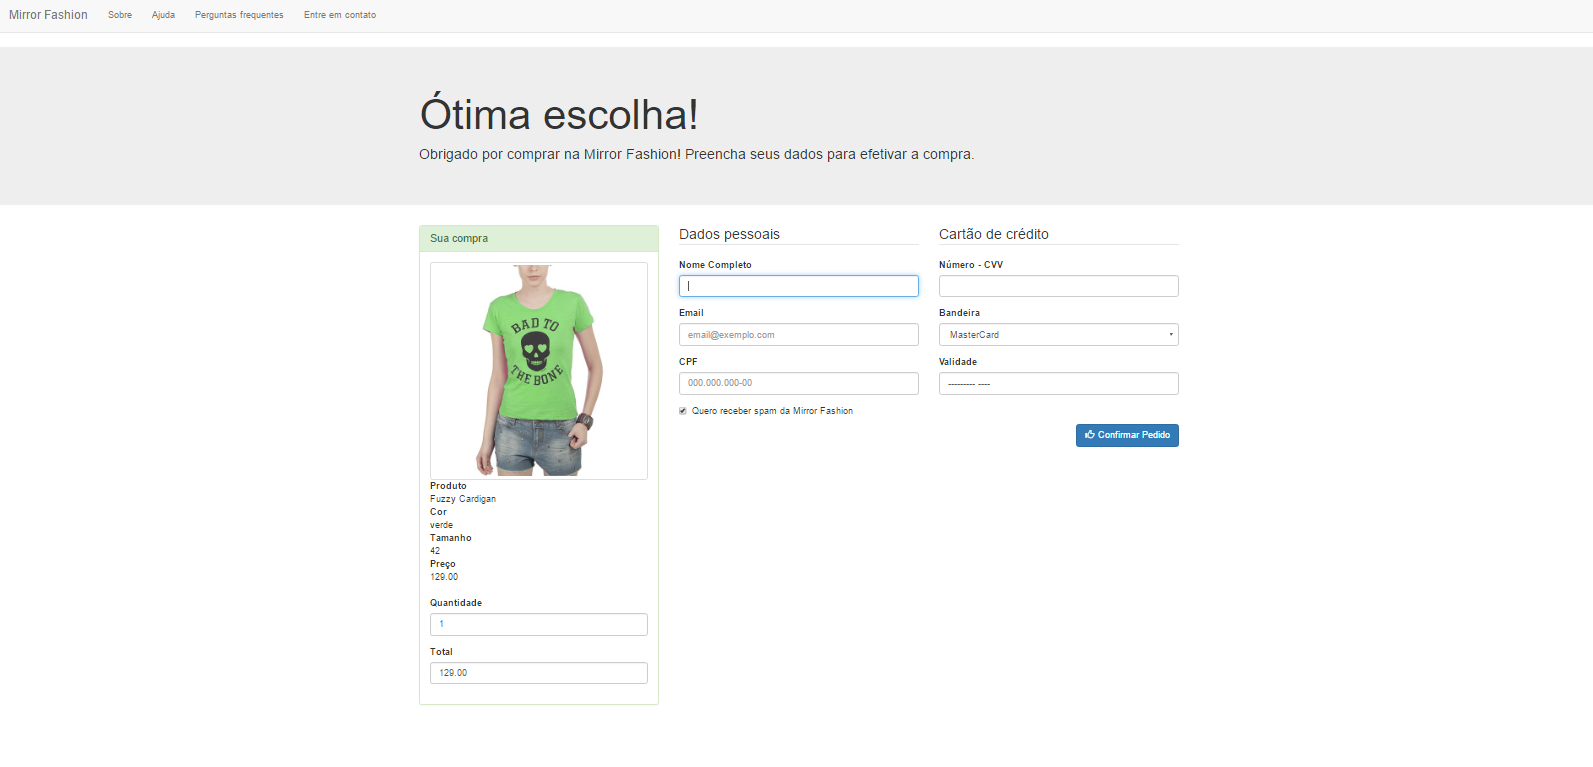 Mirror Fashion Sobre Ajuda Perguntas frequentes Entre em contato
Ótima escolha!
Obrigado por comprar na Mirror Fashion! Preencha seus dados para efetivar a compra.
Sua compra
BAD TO
THE BONE
Produto
Fuzzy Cardigan
Cor
verde
Tamanho
42
Preço
129.00
Quantidade
1
Total
129.00
Dados pessoais
Nome Completo
Email
email@exemplo.com
CPF
000.000.000-00
Quero receber spam da Mirror Fashion
Cartão de crédito
Número - CVV
Bandeira
MasterCard
Validade
--------- ----
Confirmar Pedido